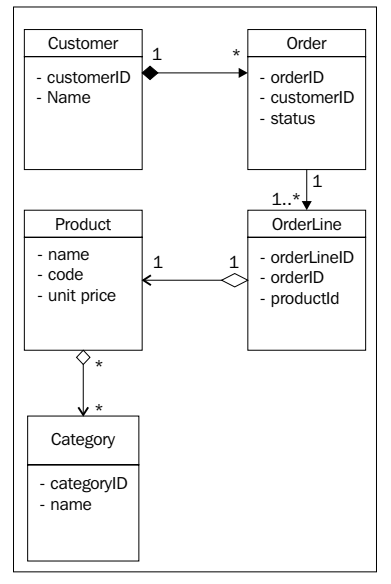 Customer
- customerID
- Name
1
*
Order
- orderID
- customerID
- status
1
1..*
Product
- name
- code
- unit price
1
1
OrderLine
- orderLineID
- orderID
- productId
*
*
Category
- categoryID
- name